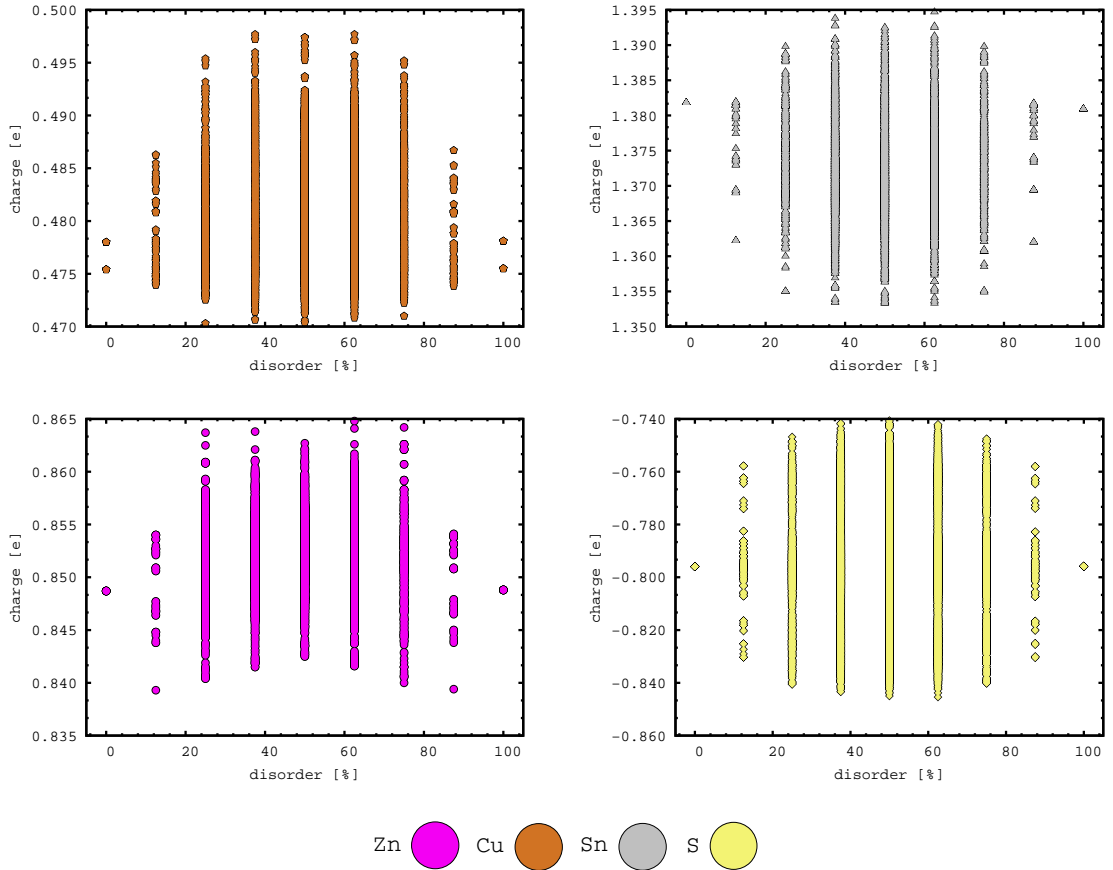 0.500
0.495
0.490
0.485
0.480
0.475
0.470
charge [e]
0 20 40 60 80 100
disorder [%]
1.395
1.390
1.385
1.380
1.375
1.370
1.365
1.360
1.355
1.350
charge [e]
0 20 40 60 80 100
disorder [%]
0.865
0.860
0.855
0.850
0.845
0.840
0.835
charge [e]
0 20 40 60 80 100
disorder [%]
−0.740
−0.760
−0.780
−0.800
−0.820
−0.840
−0.860
charge [e]
0 20 40 60 80 100
disorder [%]
Zn Cu Sn S